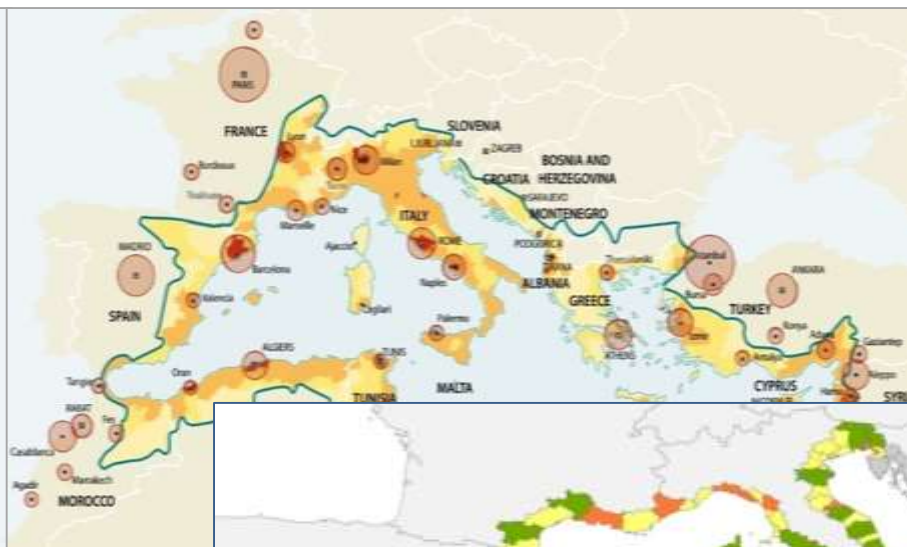 PARIS
FRANCE
SLOVENIA
Lyon
LJUBLJANA
ZAGREB
Milan
Bordeaux
BOSNIA AND
CROATIA HERZEGOVINA
SARAJEVO
Nice
Marseille
ITALY
MONTENEGRO
ROME
PODGORICA
Ajaccio
MADRID
Barcelona
Naples
TIRANA
ALBANIA
Thessaloniki
Istanbul
Bursa
ANKARA
TURKEY
SPAIN
Valencia
Cagliari
GREECE
Konya
Palermo
Izmir
ATHENS
Antalya
Adana
Gaziantep
Aleppo
ALGIERS
TUNIS
Tangier
Oran
TUNISIA
MALTA
CYPRUS
RABAT
Fes
Casablanca
Marrakech
Agadir
MOROCCO